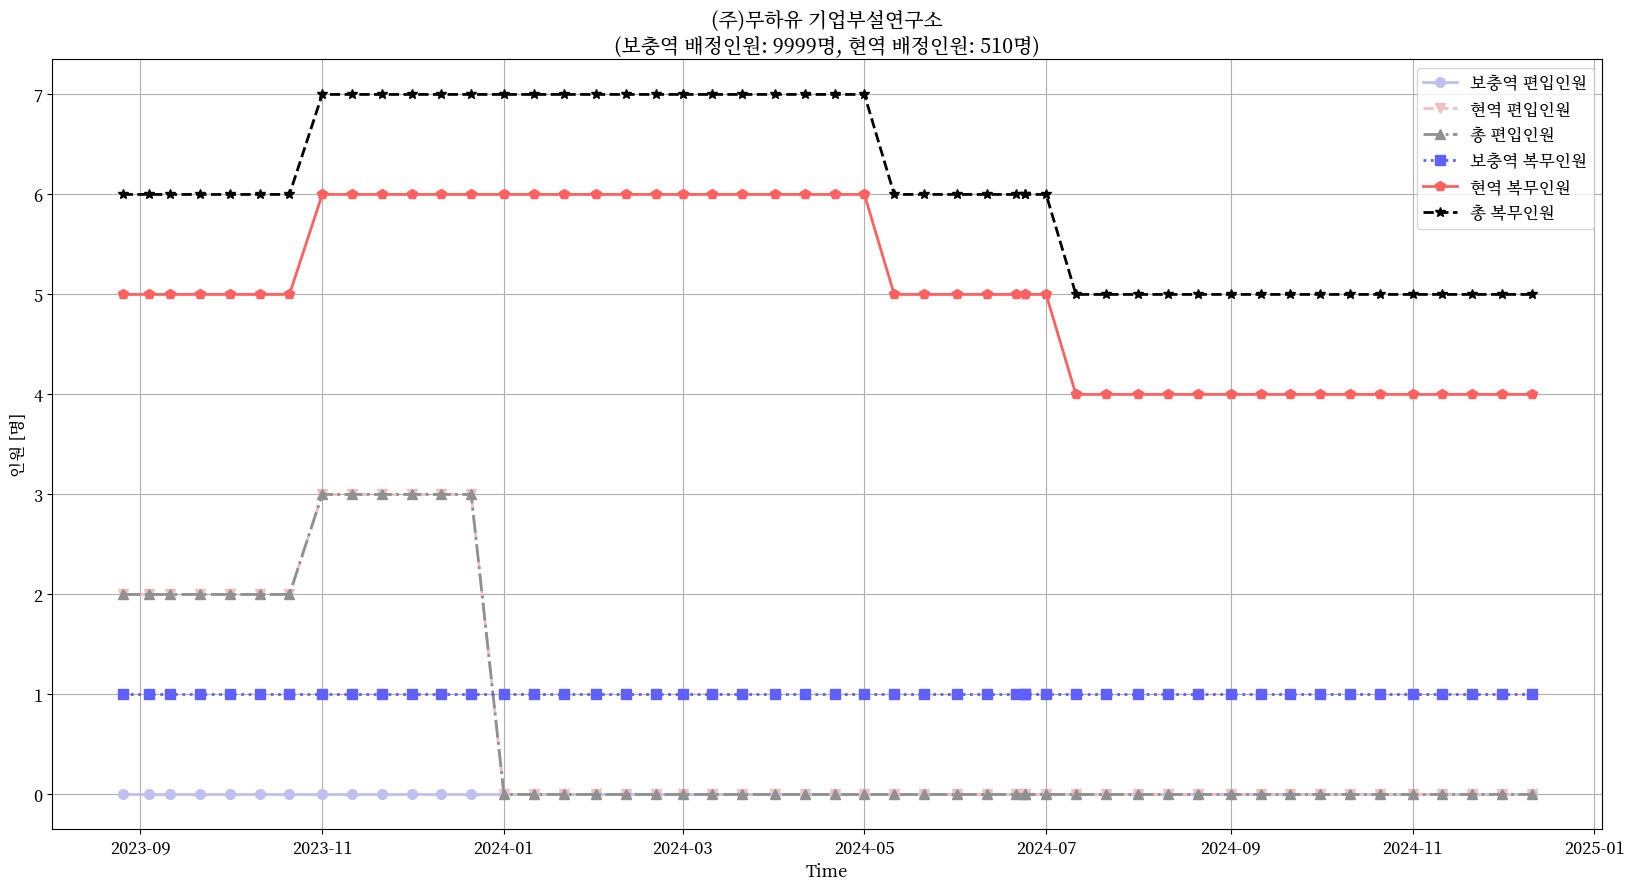 (주)무하유 기업부설연구소
(보충역 배정인원: 9999명, 현역 배정인원: 510명)
보충역 편입인원
현역 편입인원
총 편입인원
보충역 복무인원
현역 복무인원
총 복무인원
인원 [명]
7
6
5
4
3
2
1
0
2023-09
2023-11
2024-01
2024-03
2024-05
2024-07
2024-09
2024-11
2025-01
Time